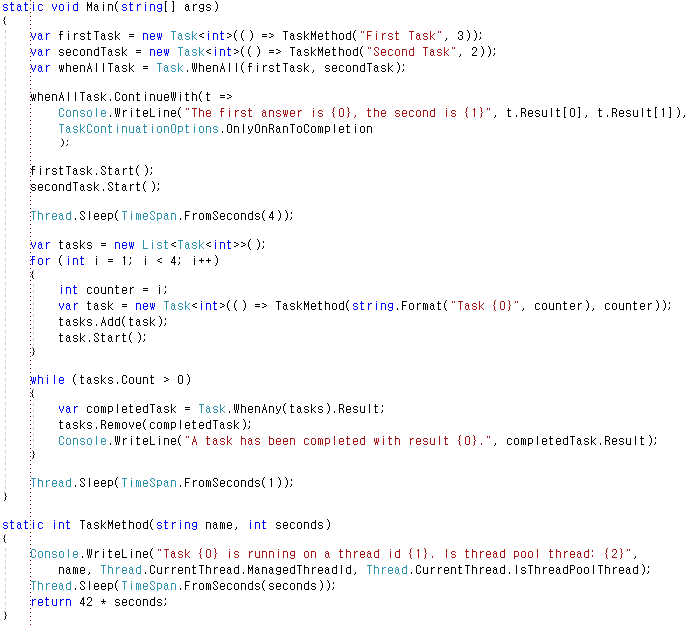 static void Main(string[] args)
{
    var firstTask = new Task<int>(() => TaskMethod("First Task", 3));
    var secondTask = new Task<int>(() => TaskMethod("Second Task", 2));
    var whenAllTask = Task.WhenAll(firstTask, secondTask);

    whenAllTask.ContinueWith(t =>
        Console.WriteLine("The first answer is {0}, the second is {1}", t.Result[0], t.Result[1]),
        TaskContinuationOptions.OnlyOnRanToCompletion
        );

    firstTask.Start();
    secondTask.Start();

    Thread.Sleep(TimeSpan.FromSeconds(4));

    var tasks = new List<Task<int>>();
    for (int i = 1; i < 4; i++)
    {
        int counter = i;
        var task = new Task<int>(() => TaskMethod(string.Format("Task {0}", counter), counter));
        tasks.Add(task);
        task.Start();
    }

    while (tasks.Count > 0)
    {
        var completedTask = Task.WhenAny(tasks).Result;
        tasks.Remove(completedTask);
        Console.WriteLine("A task has been completed with result {0}.", completedTask.Result);
    }

    Thread.Sleep(TimeSpan.FromSeconds(1));
}

static int TaskMethod(string name, int seconds)
{
    Console.WriteLine("Task {0} is running on a thread id {1}. Is thread pool thread: {2}",
        name, Thread.CurrentThread.ManagedThreadId, Thread.CurrentThread.IsThreadPoolThread);
    Thread.Sleep(TimeSpan.FromSeconds(seconds));
    return 42 * seconds;
}